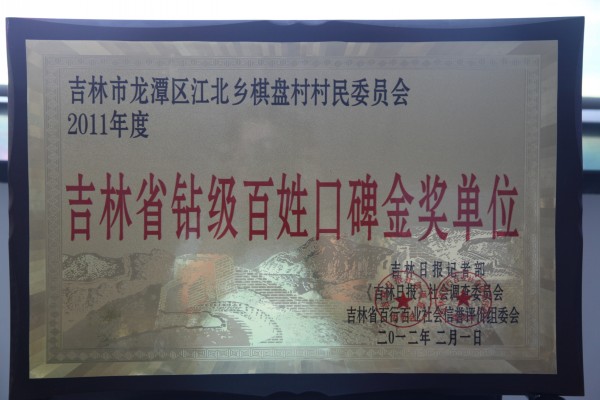 吉林市龙潭区江北乡棋盘村村民委员会
2011年度
吉林省钻级百姓口碑金奖单位
吉林日报记者部
《吉林日报》社会调查委员会
吉林省百行百业社会信誉评价组委会
二〇一二年二月一日